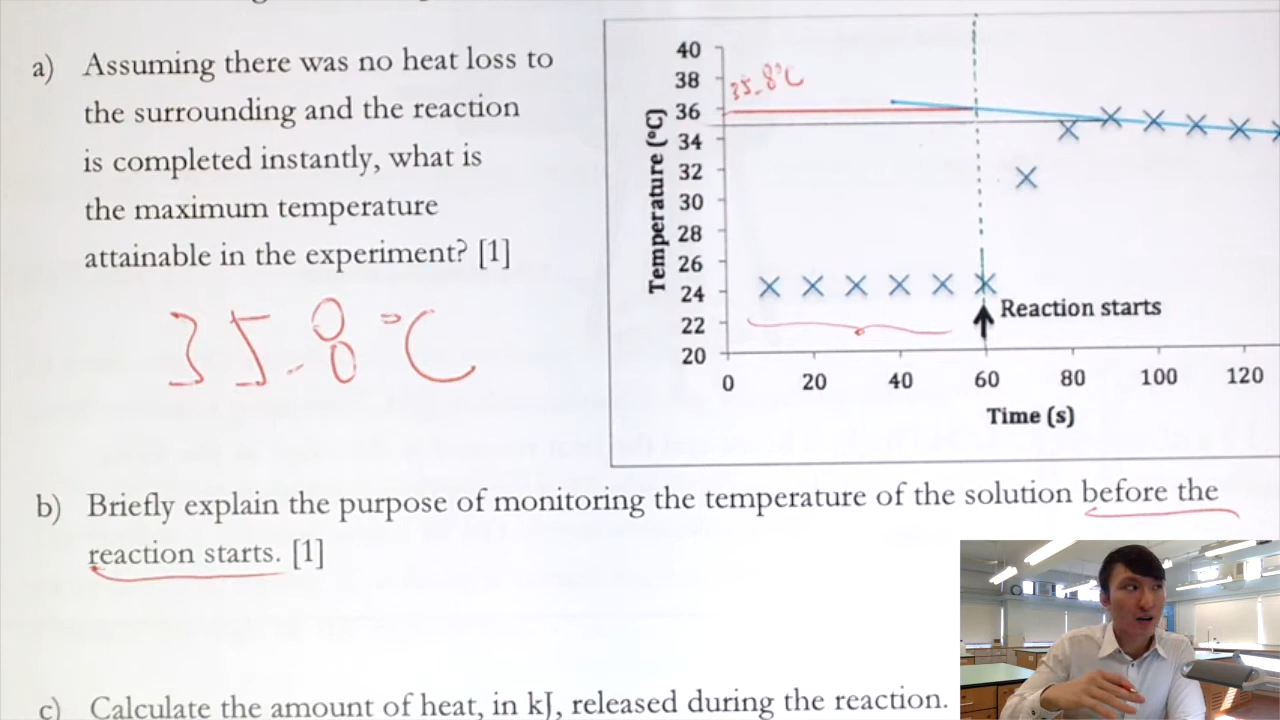 a) Assuming there was no heat loss to
the surrounding and the reaction
is completed instantly, what is
the maximum temperature
attainable in the experiment? [1]
35.8°C
Temperature (°C)
40
38
36
34
32
30
28
26
24
22
20
35.8°C
Reaction starts
0 20 40 60 80 100 120
Time (s)
b) Briefly explain the purpose of monitoring the temperature of the solution before the
reaction starts. [1]
c) Calculate the amount of heat, in kJ, released during the reaction.